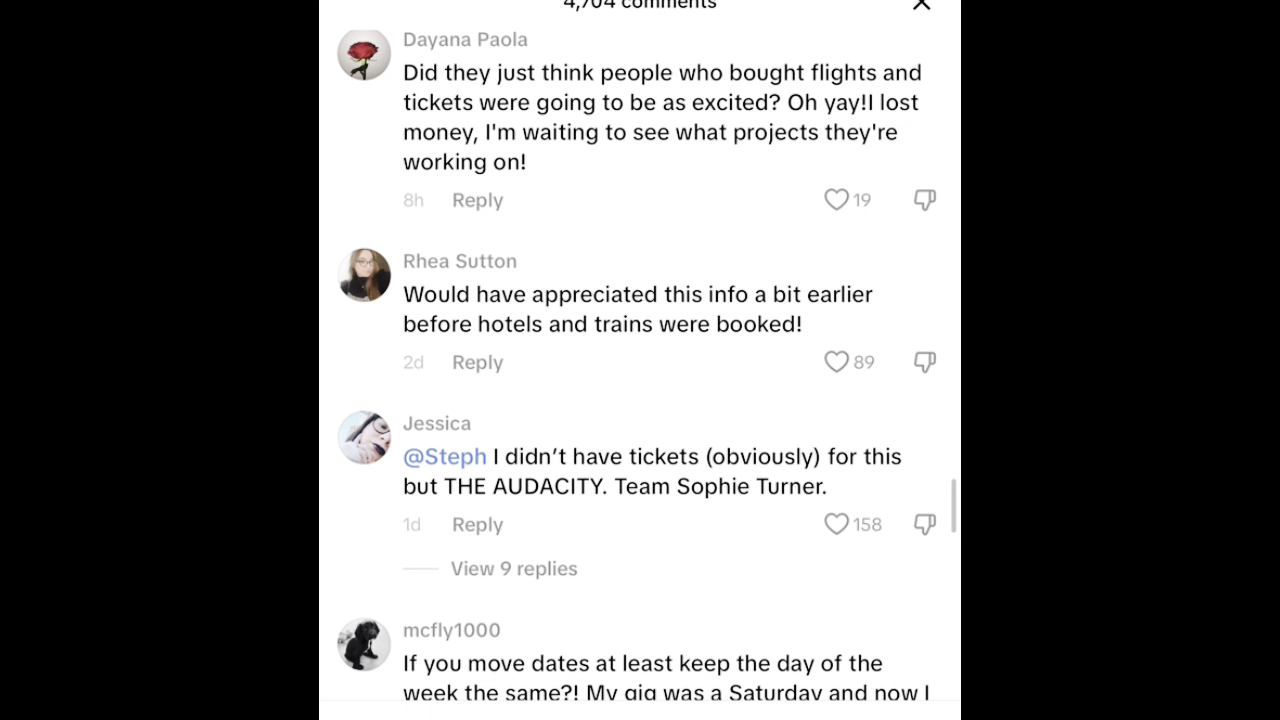 4,704 comments
Dayana Paola
Did they just think people who bought flights and
tickets were going to be as excited? Oh yay!I lost
money, I'm waiting to see what projects they're
working on!
8h Reply 19
Rhea Sutton
Would have appreciated this info a bit earlier
before hotels and trains were booked!
2d Reply 89
Jessica
@Steph I didn’t have tickets (obviously) for this
but THE AUDACITY. Team Sophie Turner.
1d Reply 158
View 9 replies
mcfly1000
If you move dates at least keep the day of the
week the same?! My gig was a Saturday and now I